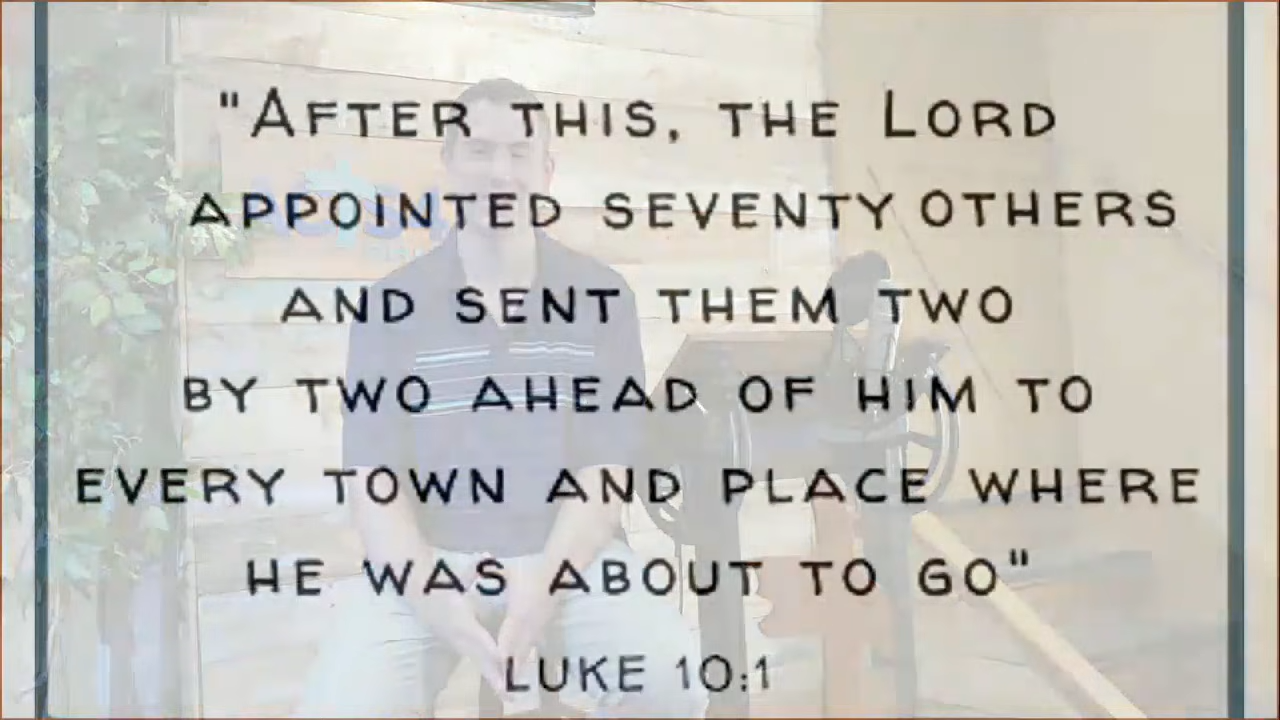 "AFTER THIS, THE LORD
APPOINTED SEVENTY OTHERS
AND SENT THEM TWO
BY TWO AHEAD OF HIM TO
EVERY TOWN AND PLACE WHERE
HE WAS ABOUT TO GO"
LUKE 10:1